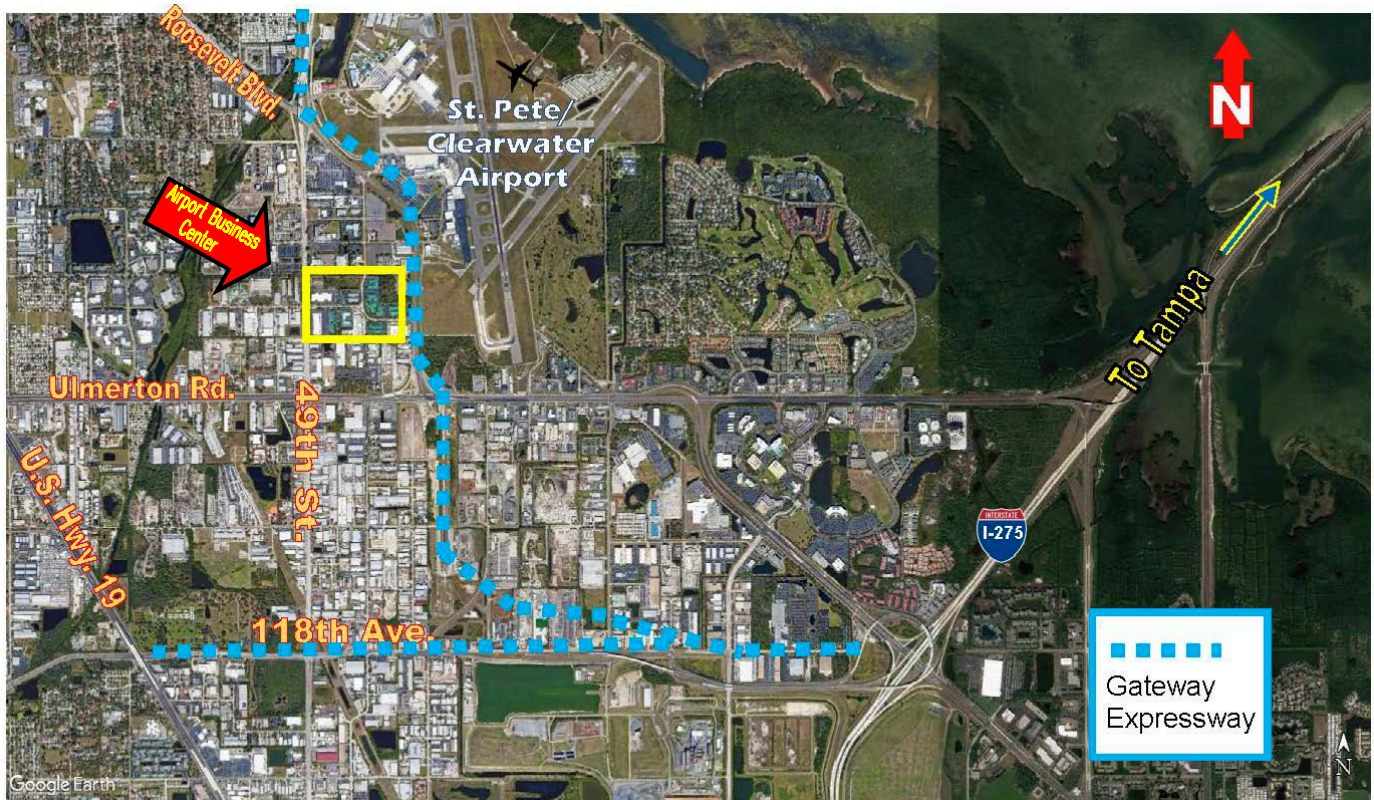 Roosevelt Blvd.
St. Pete/
Clearwater
Airport
N
Airport Business
Center
To Tampa
Ulmerton Rd.
49th St.
U.S. Hwy. 19
INTERSTATE
I-275
118th Ave.
Gateway
Expressway
N
Google Earth